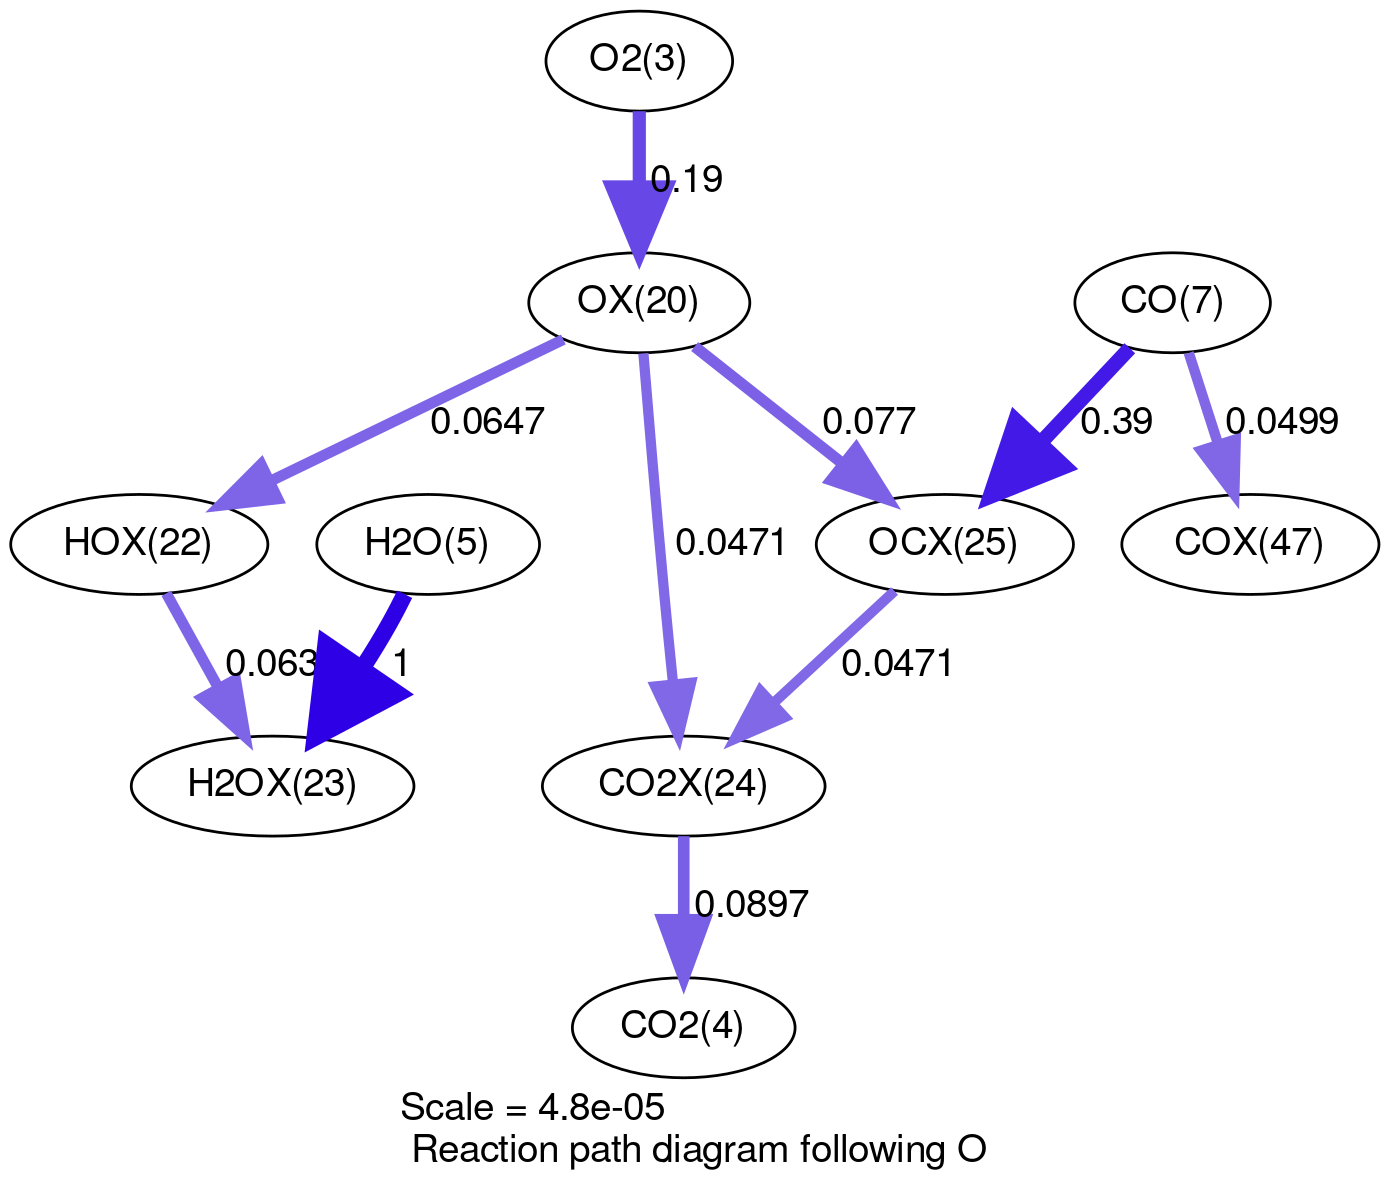 O2(3)
0.19
OX(20)
CO(7)
0.0647
0.077
0.39
0.0499
HOX(22)
H2O(5)
0.0471
OCX(25)
COX(47)
0.063
1
0.0471
H2OX(23)
CO2X(24)
0.0897
CO2(4)
Scale = 4.8e-05
Reaction path diagram following O